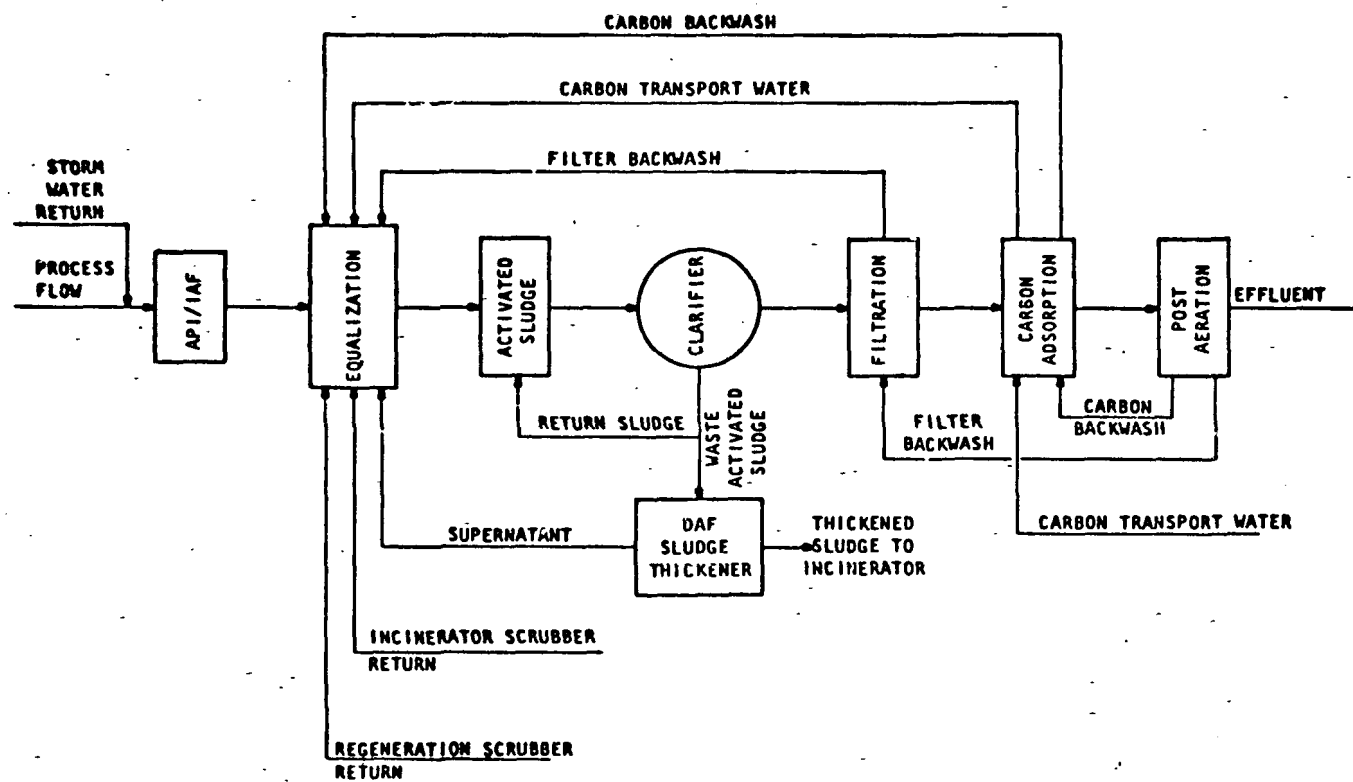 CARBON BACKWASH
CARBON TRANSPORT WATER
FILTER BACKWASH
STORM
WATER
RETURN
PROCESS
FLOW
API/IAF
EQUALIZATION
ACTIVATED
SLUDGE
CLARIFIER
FILTRATION
CARBON
ADSORPTION
POST
AERATION
EFFLUENT
RETURN SLUDGE
WASTE
ACTIVATED
SLUDGE
FILTER
BACKWASH
CARBON
BACKWASH
SUPERNATANT
DAF
SLUDGE
THICKENER
THICKENED
SLUDGE TO
INCINERATOR
CARBON TRANSPORT WATER
INCINERATOR SCRUBBER
RETURN
REGENERATION SCRUBBER
RETURN